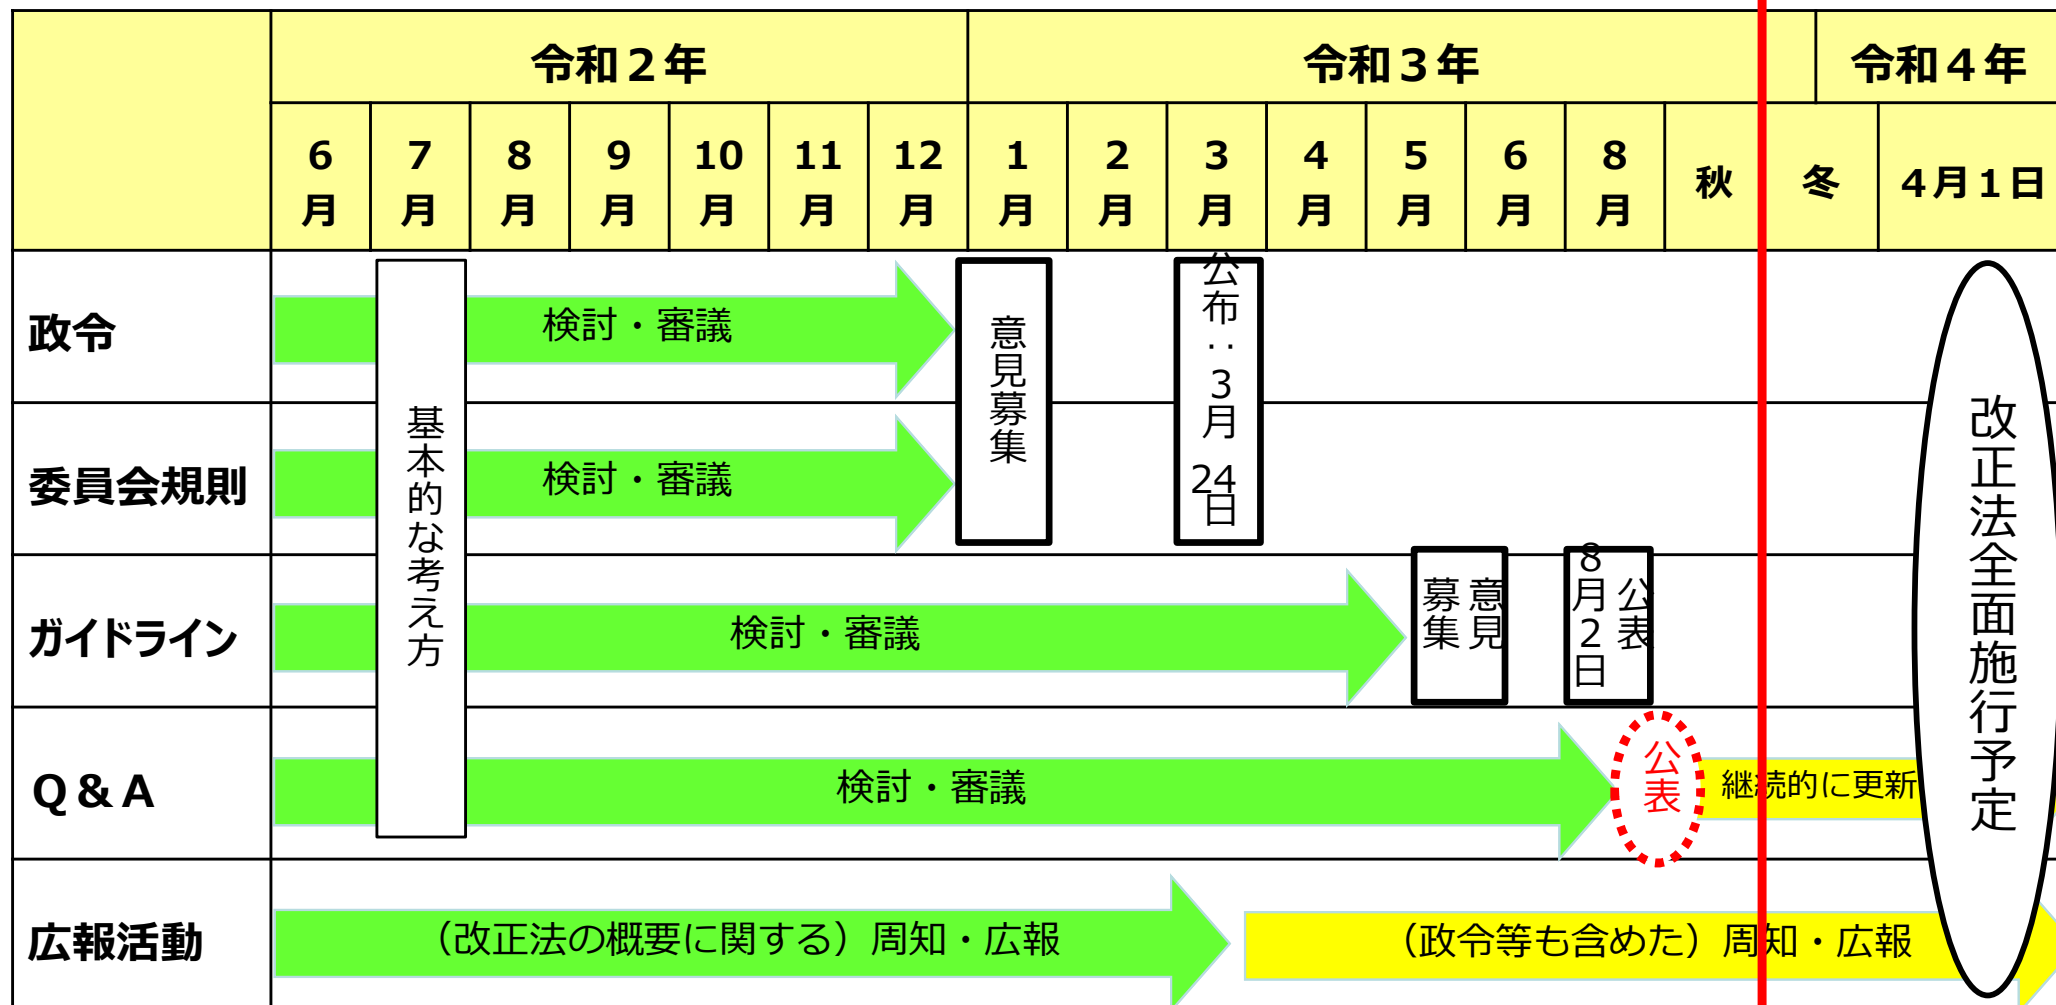 令和２年
令和３年
令和４年
6月
7月
8月
9月
10月
11月
12月
1月
2月
3月
4月
5月
6月
8月
秋
冬
４月１日
政令
検討・審議
委員会規則
検討・審議
基本的な考え方
意見募集
公布：3月24日
ガイドライン
検討・審議
意見
募集
公表
8月2日
Ｑ＆Ａ
検討・審議
公表
継続的に更新
広報活動
（改正法の概要に関する）周知・広報
（政令等も含めた）周知・広報
改正法全面施行予定